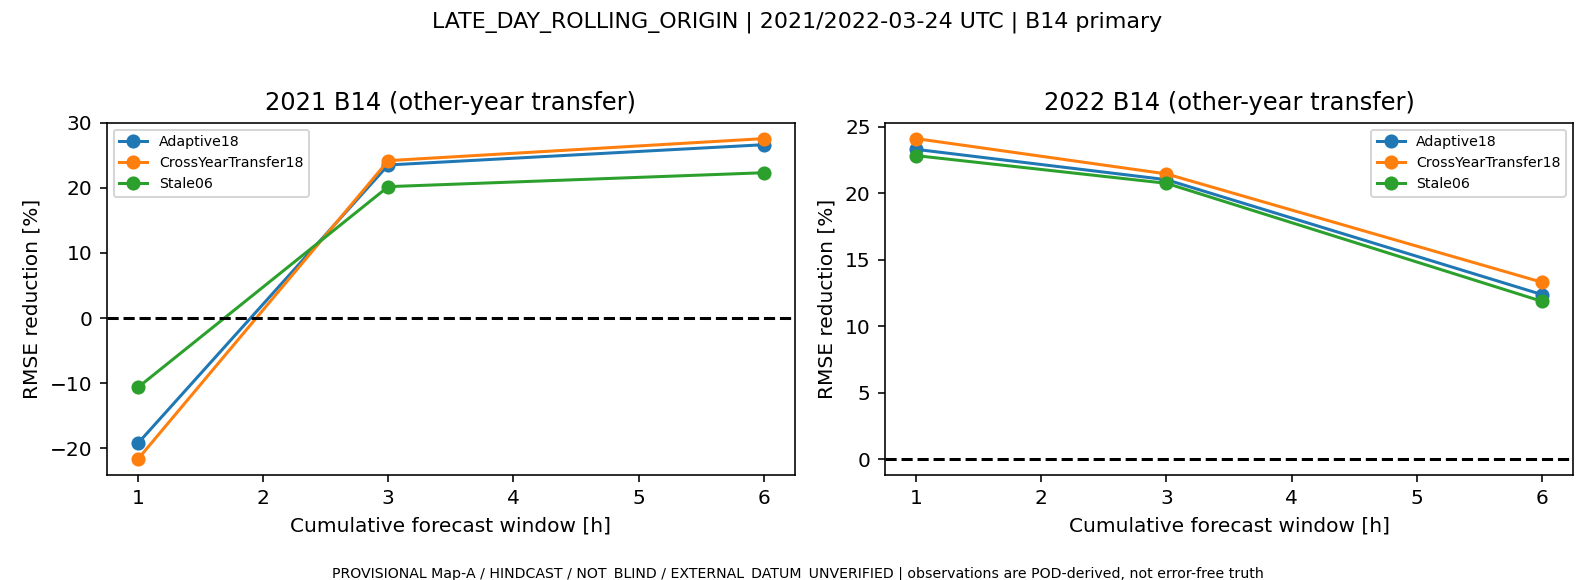 LATE_DAY_ROLLING_ORIGIN | 2021/2022-03-24 UTC | B14 primary
2021 B14 (other-year transfer)
RMSE reduction [%]
30
20
10
0
−10
−20
Adaptive18
CrossYearTransfer18
Stale06
1 2 3 4 5 6
Cumulative forecast window [h]
2022 B14 (other-year transfer)
RMSE reduction [%]
25
20
15
10
5
0
Adaptive18
CrossYearTransfer18
Stale06
1 2 3 4 5 6
Cumulative forecast window [h]
PROVISIONAL Map-A / HINDCAST / NOT_BLIND / EXTERNAL_DATUM_UNVERIFIED | observations are POD-derived, not error-free truth